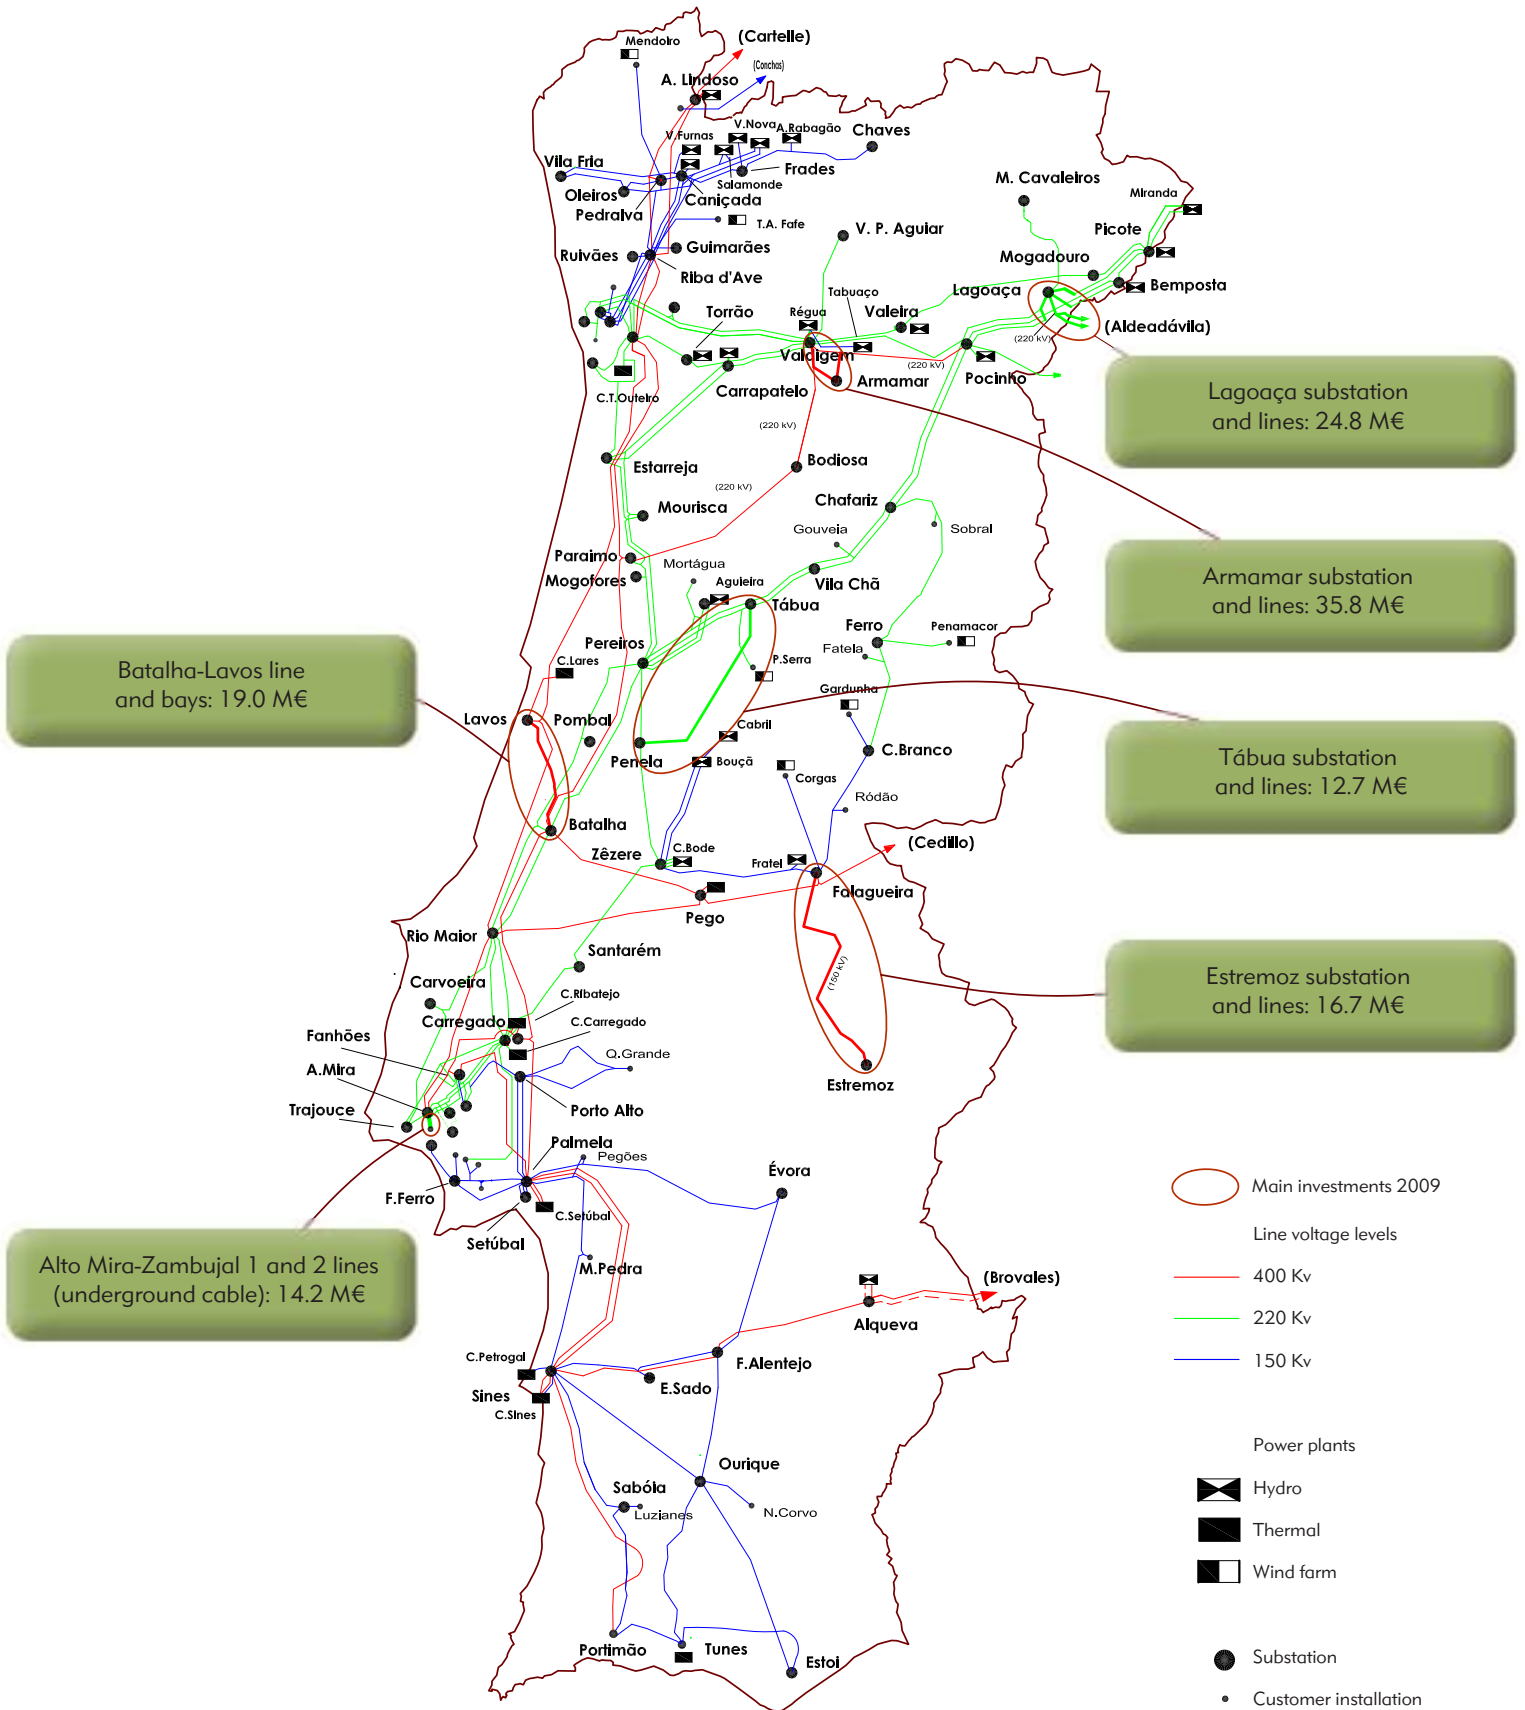 (Cartelle)
Mendoiro
(Conchas)
A. Lindoso
V.Nova
A.Rabagão
Chaves
V.Furnas
Vila Fria
Frades
Salamonde
M. Cavaleiros
Oleiros
Caniçada
Miranda
Pedralva
T.A. Fafe
V. P. Aguiar
Picote
Ruivães
Guimarães
Mogadouro
Riba d'Ave
Lagoaça
Bemposta
Tabuaço
Régua
Valeira
Torrão
(Aldeadávila)
(220 kV)
Valdigem
(220 kV)
Armamar
Pocinho
Carrapatelo
C.T.Outeiro
Lagoaça substation
and lines: 24.8 M€
(220 kV)
Bodiosa
Estarreja
(220 kV)
Chafariz
Mourisca
Gouveia
Sobral
Paraimo
Mortágua
Mogofores
Aguieira
Vila Chã
Armamar substation
and lines: 35.8 M€
Tábua
Ferro
Penamacor
Fatela
Pereiros
C.Lares
P.Serra
Gardunha
Batalha-Lavos line
and bays: 19.0 M€
Lavos
Pombal
Cabril
Penela
Bouçã
C.Branco
Corgas
Tábua substation
and lines: 12.7 M€
Ródão
Batalha
(Cedillo)
Zêzere
C.Bode
Fratel
Falagueira
Pego
Rio Maior
Santarém
(150 kV)
Estremoz substation
and lines: 16.7 M€
Carvoeira
C.Ribatejo
Carregado
C.Carregado
Fanhões
Q.Grande
A.Mira
Estremoz
Trajouce
Porto Alto
Palmela
Pegões
Évora
F.Ferro
C.Setúbal
Setúbal
Main investments 2009
Line voltage levels
Alto Mira-Zambujal 1 and 2 lines
(underground cable): 14.2 M€
M.Pedra
(Brovales)
400 Kv
Alqueva
220 Kv
C.Petrogal
F.Alentejo
150 Kv
E.Sado
Sines
C.Sines
Power plants
Ourique
Sabóia
Hydro
Luzianes
N.Corvo
Thermal
Wind farm
Portimão
Tunes
Estoi
Substation
Customer installation